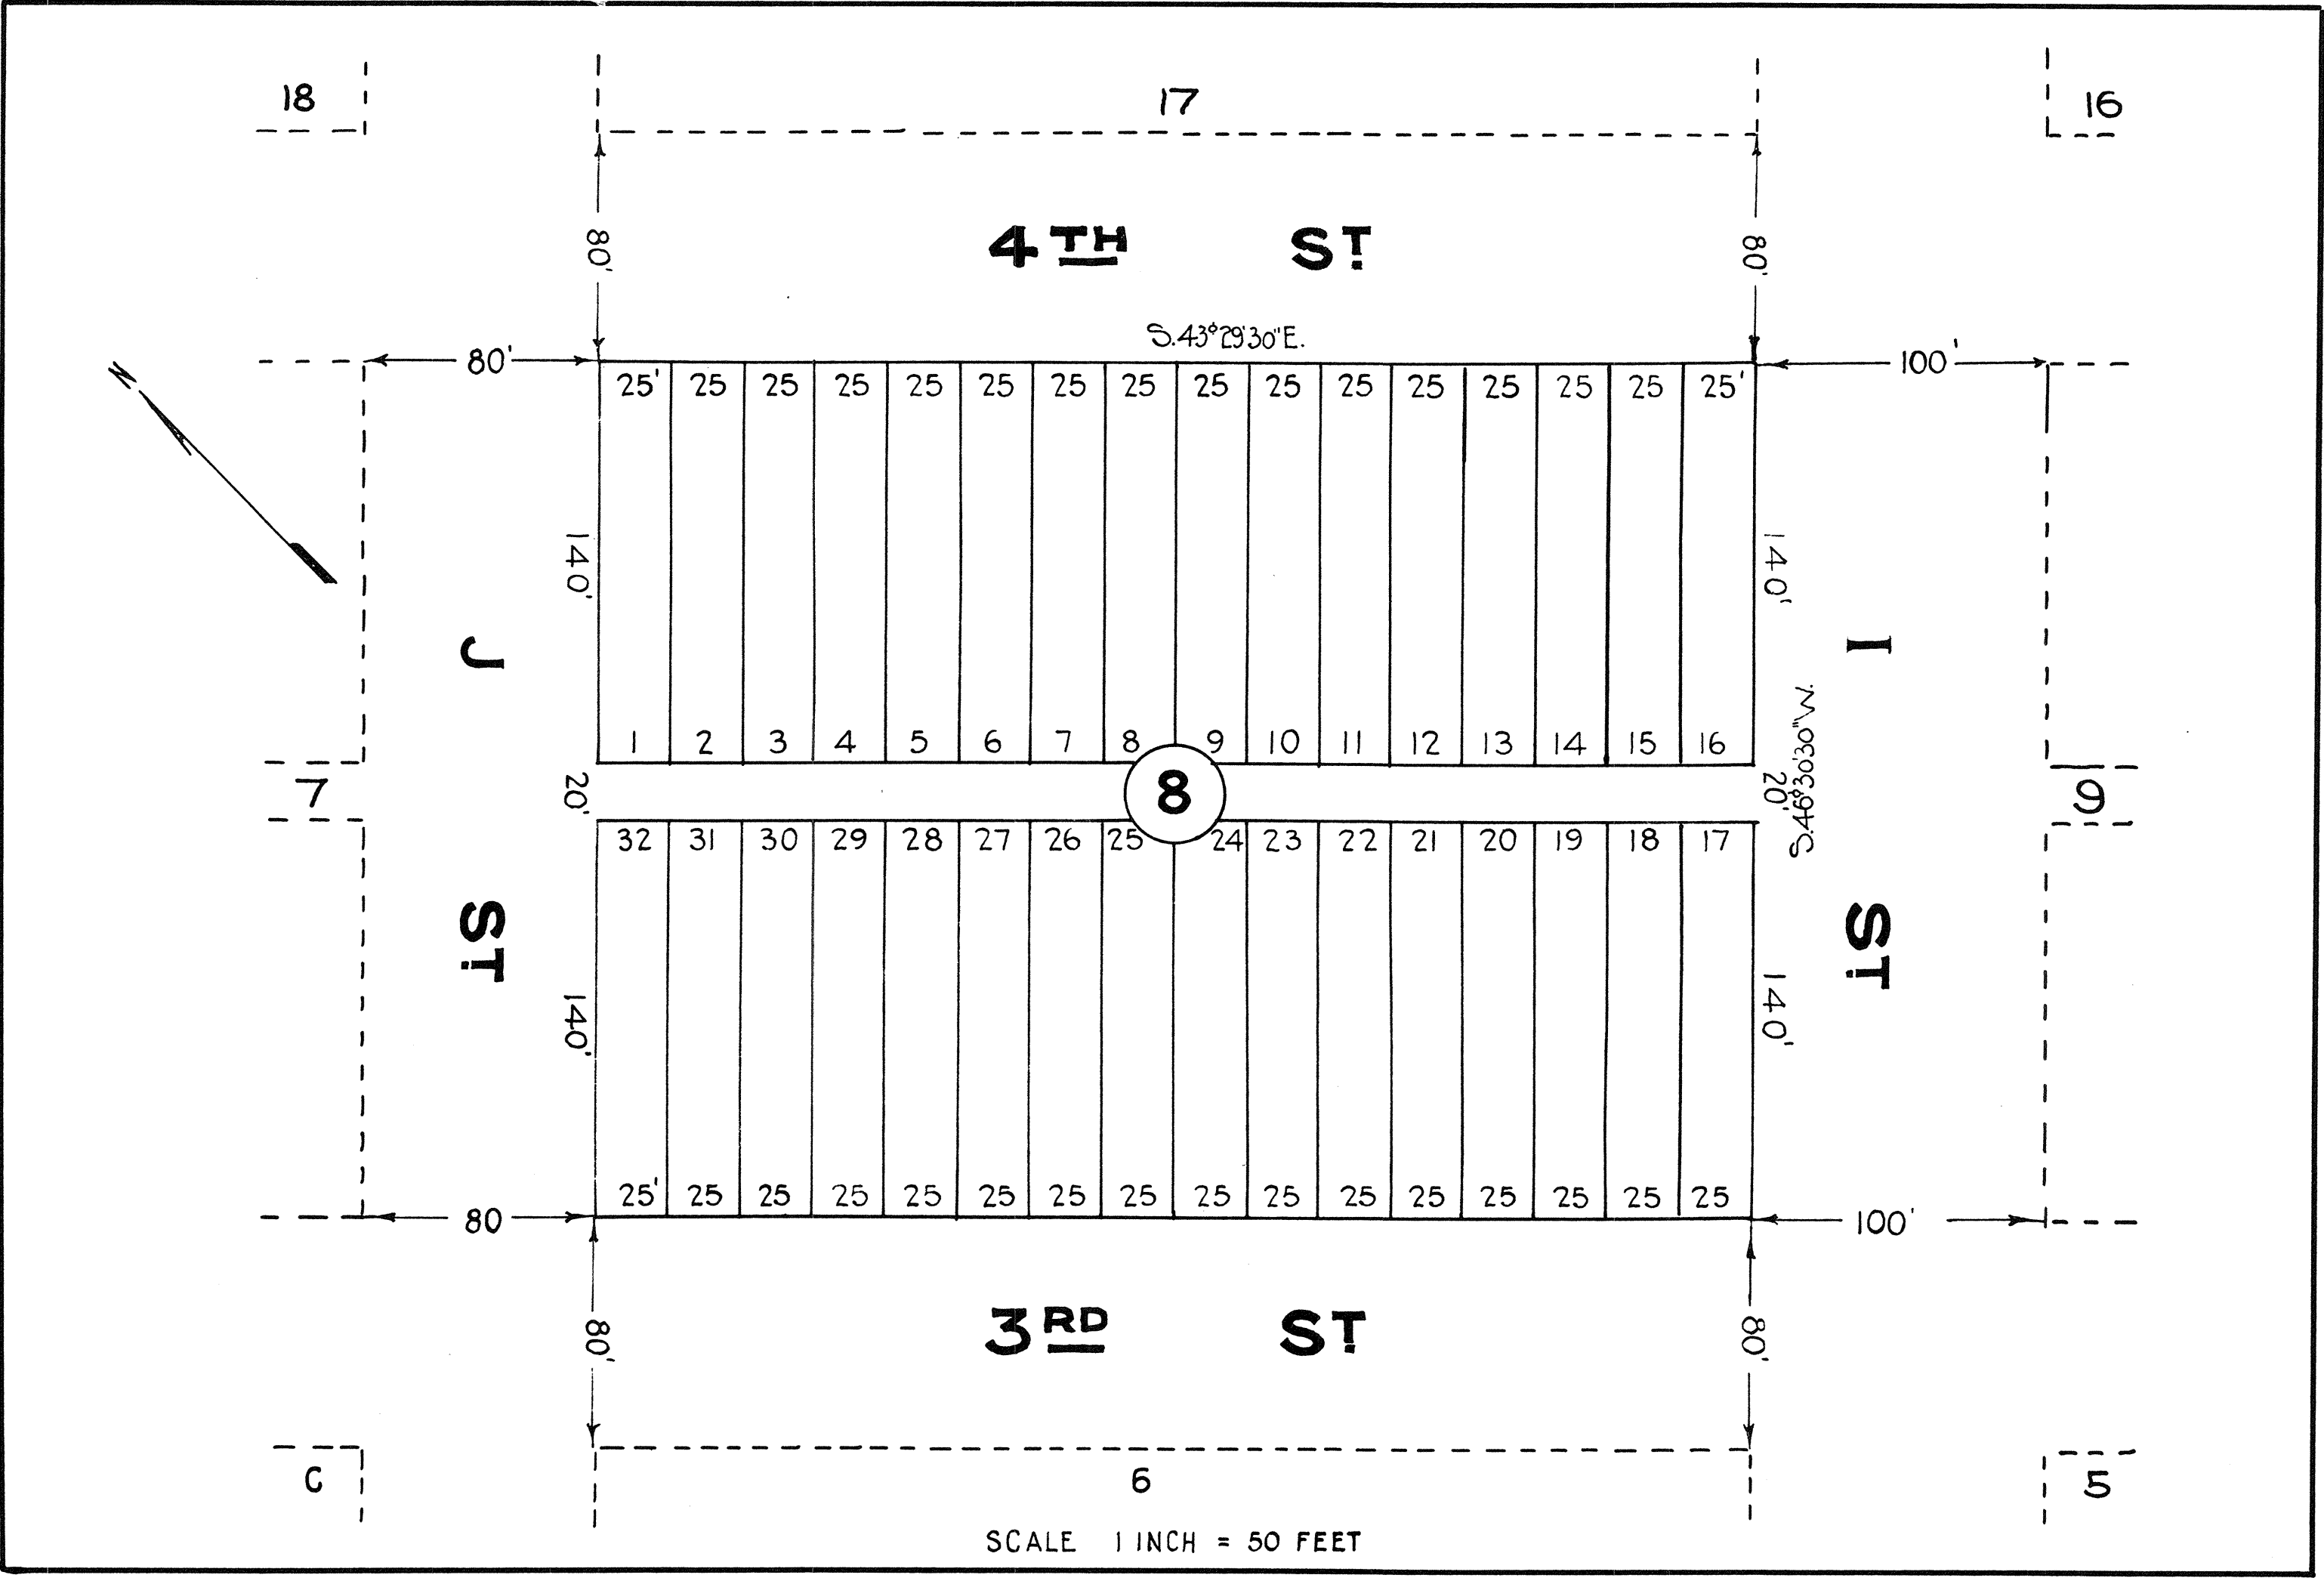 18 17 16
80' 4TH ST 80'
S.43°29'30"E.
80' 100'
N
25' 25 25 25 25 25 25 25 25 25 25 25 25 25 25 25'
140' 140'
J ST
I ST
1 2 3 4 5 6 7 8 9 10 11 12 13 14 15 16
S.46°30'30"W.
7 20' 8 20' 9
32 31 30 29 28 27 26 25 24 23 22 21 20 19 18 17
140' 140'
25' 25 25 25 25 25 25 25 25 25 25 25 25 25 25 25
80 100'
80' 3RD ST 80'
C 6 5
SCALE 1 INCH = 50 FEET